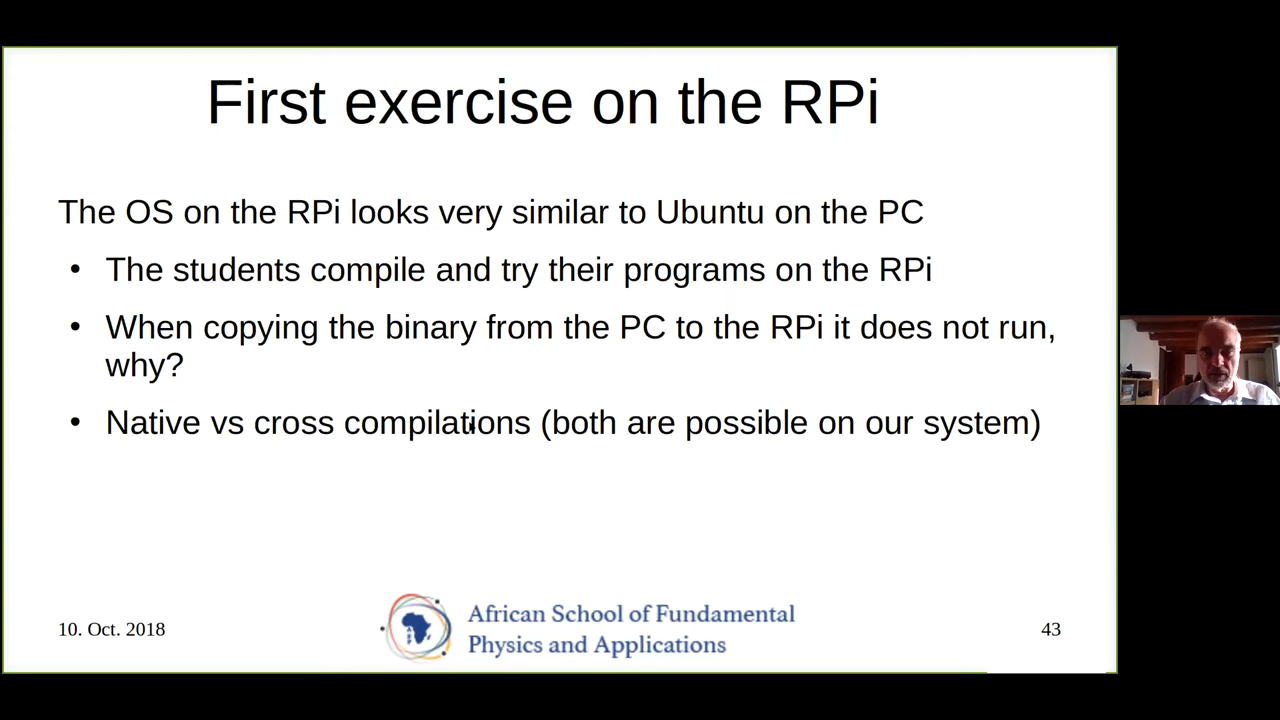 First exercise on the RPi
The OS on the RPi looks very similar to Ubuntu on the PC
• The students compile and try their programs on the RPi
• When copying the binary from the PC to the RPi it does not run,
why?
• Native vs cross compilations (both are possible on our system)
10. Oct. 2018
African School of Fundamental
Physics and Applications
43